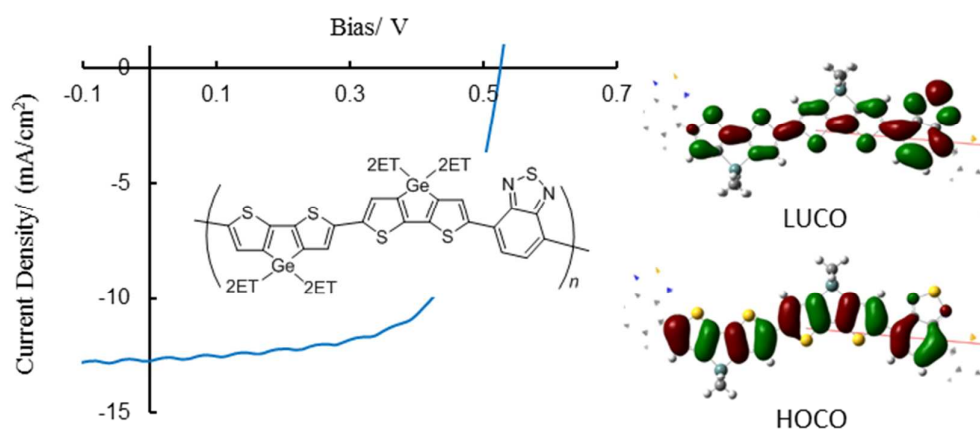 Bias/ V
0
-0.1
0.1
0.3
0.5
0.7
-5
-10
-15
Current Density/ (mA/cm²)
2ET
2ET
Ge
S
S
S
S
Ge
2ET
2ET
N
S
N
n
LUCO
HOCO